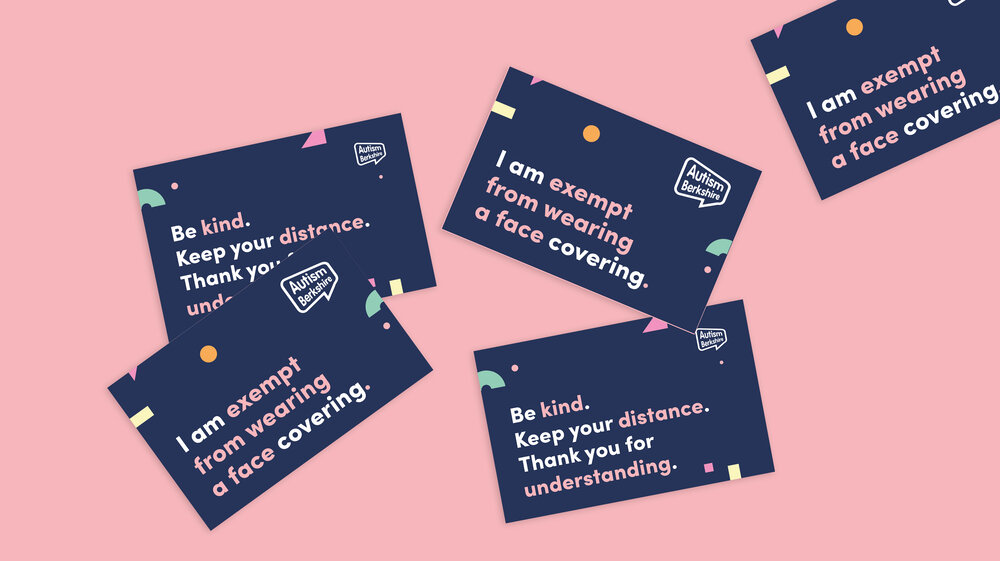 Autism
Berkshire
Be kind.
Keep your distance.
Thank you f
unde
Autism
Berkshire
I am exempt
from wearing
a face covering.
Autism
Berkshire
I am exempt
from wearing
a face covering.
Autism
Berkshire
Be kind.
Keep your distance.
Thank you for
understanding.
I am exempt
from wearing
a face covering.